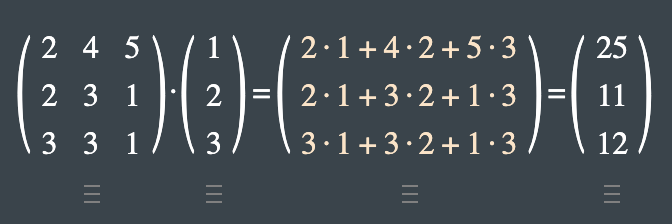 2 4 5 1 2·1+4·2+5·3 25
2 3 1 · 2 = 2·1+3·2+1·3 = 11
3 3 1 3 3·1+3·2+1·3 12